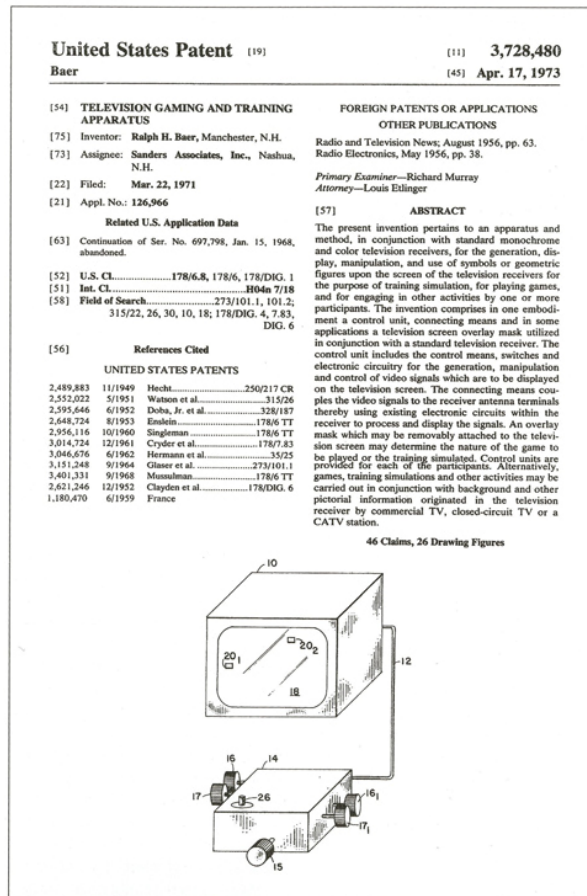 United States Patent [19]
Baer
[11] 3,728,480
[45] Apr. 17, 1973
[54] TELEVISION GAMING AND TRAINING
APPARATUS
[75] Inventor: Ralph H. Baer, Manchester, N.H.
[73] Assignee: Sanders Associates, Inc., Nashua,
N.H.
[22] Filed: Mar. 22, 1971
[21] Appl. No.: 126,966
Related U.S. Application Data
[63] Continuation of Ser. No. 697,798, Jan. 15, 1968,
abandoned.
[52] U.S. Cl. ........................178/6.8, 178/6, 178/DIG. 1
[51] Int. Cl. ..............................................H04n 7/18
[58] Field of Search..................273/101.1, 101.2;
315/22, 26, 30, 10, 18; 178/DIG. 4, 7.83,
DIG. 6
[56] References Cited
UNITED STATES PATENTS
2,489,883 11/1949 Hecht..........................250/217 CR
2,552,022 5/1951 Watson et al....................315/26
2,595,646 6/1952 Doba, Jr. et al..................328/187
2,648,724 8/1953 Enslein..........................178/6 TT
2,956,116 10/1960 Singleman......................178/6 TT
3,014,724 12/1961 Cryder et al....................178/7.83
3,046,676 6/1962 Hermann et al...................35/25
3,151,248 9/1964 Glaser et al. ...................273/101.1
3,401,331 9/1968 Mussulman......................178/6 TT
2,621,246 12/1952 Clayden et al................178/DIG. 6
1,180,470 6/1959 France
FOREIGN PATENTS OR APPLICATIONS
OTHER PUBLICATIONS
Radio and Television News; August 1956, pp. 63.
Radio Electronics, May 1956, pp. 38.
Primary Examiner—Richard Murray
Attorney—Louis Etlinger
[57] ABSTRACT
The present invention pertains to an apparatus and
method, in conjunction with standard monochrome
and color television receivers, for the generation, dis-
play, manipulation, and use of symbols or geometric
figures upon the screen of the television receivers for
the purpose of training simulation, for playing games,
and for engaging in other activities by one or more
participants. The invention comprises in one embodi-
ment a control unit, connecting means and in some
applications a television screen overlay mask utilized
in conjunction with a standard television receiver. The
control unit includes the control means, switches and
electronic circuitry for the generation, manipulation
and control of video signals which are to be displayed
on the television screen. The connecting means cou-
ples the video signals to the receiver antenna terminals
thereby using existing electronic circuits within the
receiver to process and display the signals. An overlay
mask which may be removably attached to the televi-
sion screen may determine the nature of the game to
be played or the training simulated. Control units are
provided for each of the participants. Alternatively,
games, training simulations and other activities may be
carried out in conjunction with background and other
pictorial information originated in the television
receiver by commercial TV, closed-circuit TV or a
CATV station.
46 Claims, 26 Drawing Figures
10
20₁
20₂
12
18
14
16
17
26
16₁
17₁
15